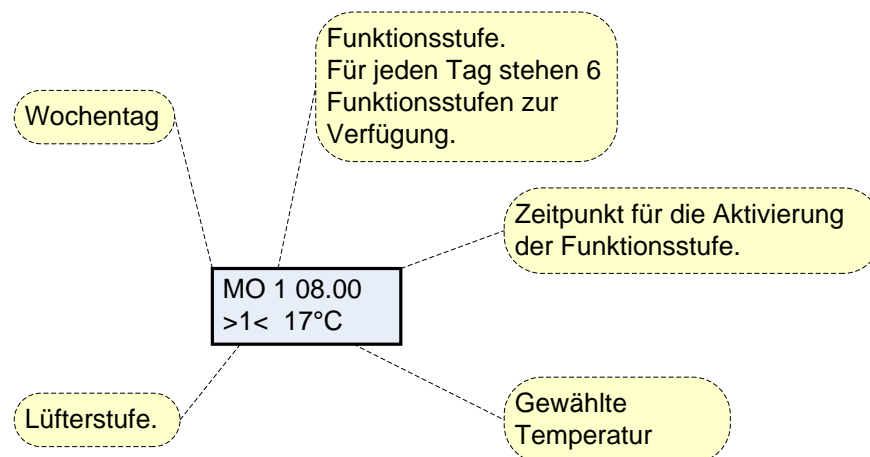 Funktionsstufe.
Für jeden Tag stehen 6
Funktionsstufen zur
Verfügung.
Wochentag
Zeitpunkt für die Aktivierung
der Funktionsstufe.
MO 1 08.00
>1<  17°C
Lüfterstufe.
Gewählte
Temperatur